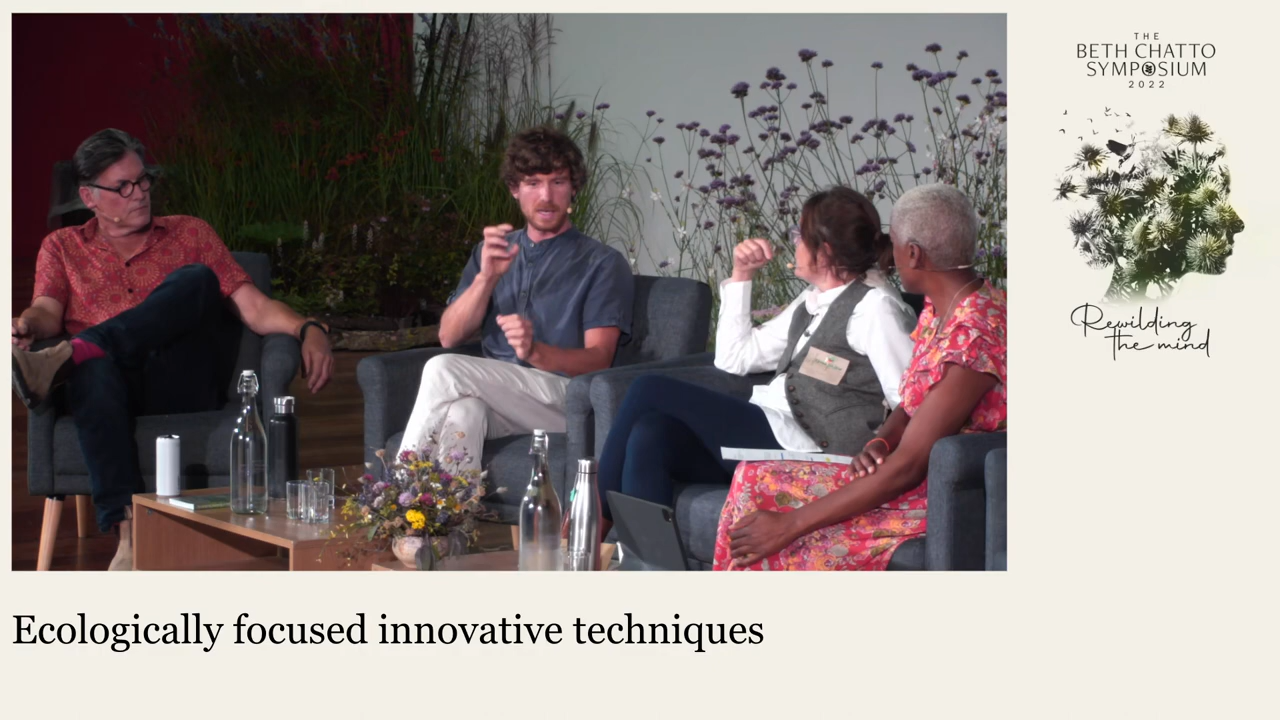 THE
BETH CHATTO
SYMPOSIUM
2022
Rewilding
the mind
Ecologically focused innovative techniques